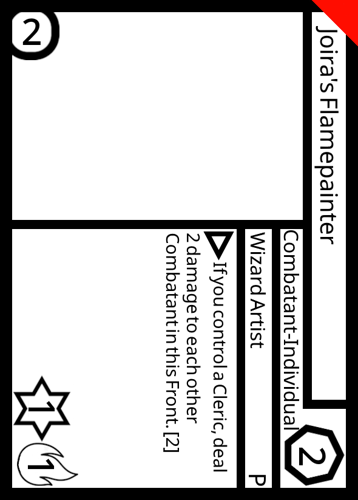 Joira's Flamepainter
2
Combatant-Individual
Wizard Artist P
If you control a Cleric, deal
2 damage to each other
Combatant in this Front. [2]
2
1
1